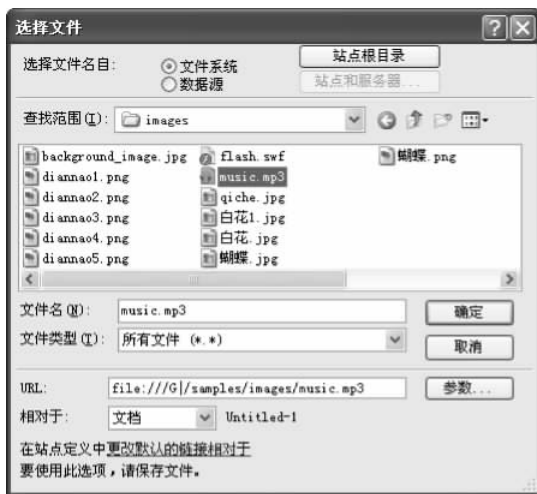 选择文件
选择文件名自: 文件系统 站点根目录
数据源 站点和服务器...
查找范围(I): images
background_image.jpg flash.swf 蝴蝶.png
diannao1.png music.mp3
diannao2.png qiche.jpg
diannao3.png 白花1.jpg
diannao4.png 白花.jpg
diannao5.png 蝴蝶.jpg
文件名(N): music.mp3 确定
文件类型(T): 所有文件 (*.*) 取消
URL: file:///G|/samples/images/music.mp3 参数...
相对于: 文档 Untitled-1
在站点定义中更改默认的链接相对于
要使用此选项，请保存文件。